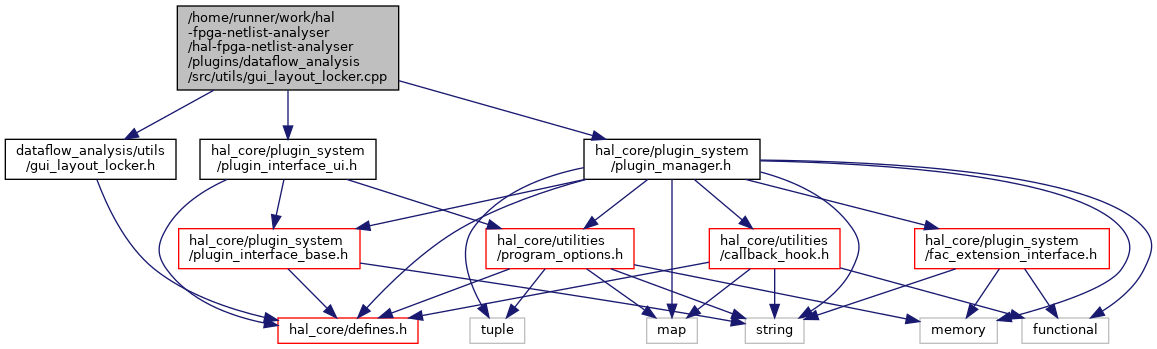 /home/runner/work/hal
-fpga-netlist-analyser
/hal-fpga-netlist-analyser
/plugins/dataflow_analysis
/src/utils/gui_layout_locker.cpp
dataflow_analysis/utils
/gui_layout_locker.h
hal_core/plugin_system
/plugin_interface_ui.h
hal_core/plugin_system
/plugin_manager.h
hal_core/plugin_system
/plugin_interface_base.h
hal_core/utilities
/program_options.h
hal_core/utilities
/callback_hook.h
hal_core/plugin_system
/fac_extension_interface.h
hal_core/defines.h
tuple
map
string
memory
functional